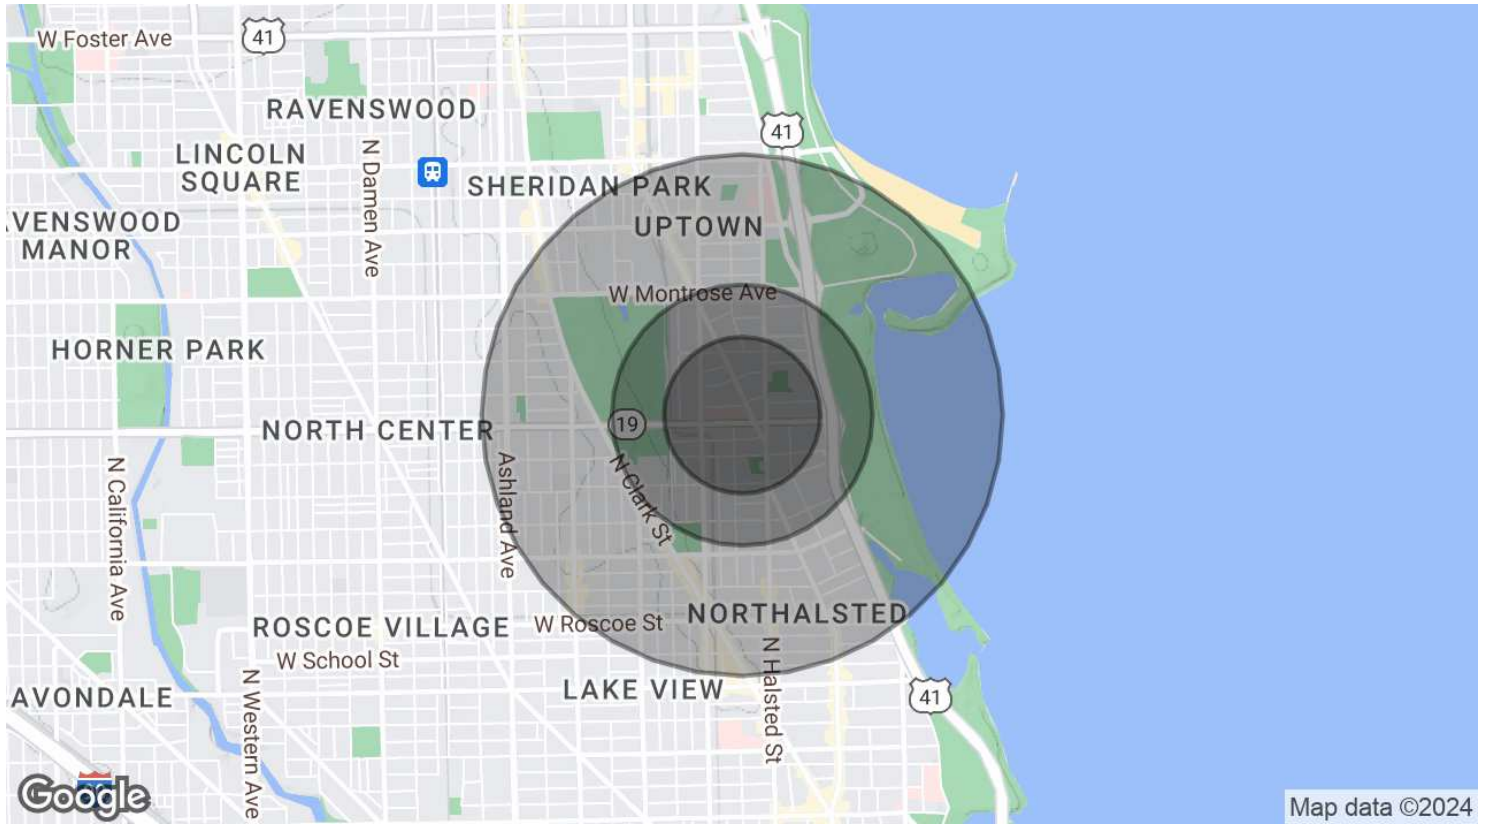 W Foster Ave
41
RAVENSWOOD
41
LINCOLN
SQUARE
N Damen Ave
SHERIDAN PARK
UPTOWN
VENSWOOD
MANOR
W Montrose Ave
HORNER PARK
19
NORTH CENTER
N California Ave
Ashland Ave
N Clark St
ROSCOE VILLAGE
W Roscoe St
NORTHALSTED
W School St
N Halsted St
LAKE VIEW
AVONDALE
N Western Ave
41
Google
Map data ©2024